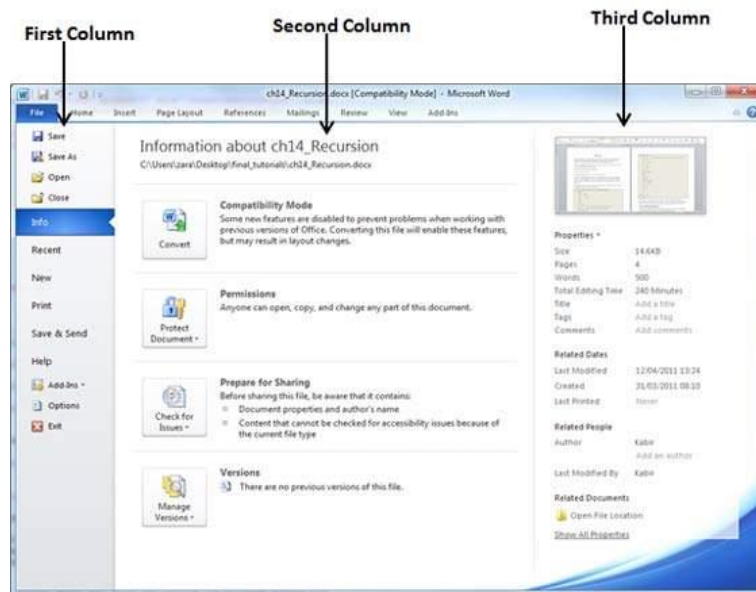 First Column
Second Column
Third Column
ch14_Recursion.docx [Compatibility Mode] - Microsoft Word
File Home Insert Page Layout References Mailings Review View Add-Ins
Save
Save As
Open
Close
Info
Recent
New
Print
Save & Send
Help
Add-Ins
Options
Exit
Information about ch14_Recursion
C:\Users\zara\Desktop\final_tutorials\ch14_Recursion.docx
Convert
Compatibility Mode
Some new features are disabled to prevent problems when working with
previous versions of Office. Converting this file will enable these features,
but may result in layout changes.
Protect
Document
Permissions
Anyone can open, copy, and change any part of this document.
Check for
Issues
Prepare for Sharing
Before sharing this file, be aware that it contains:
Document properties and author's name
Content that cannot be checked for accessibility issues because of
the current file type
Manage
Versions
Versions
There are no previous versions of this file.
Properties
Size 14.6KB
Pages 4
Words 500
Total Editing Time 240 Minutes
Title Add a title
Tags Add a tag
Comments Add comments
Related Dates
Last Modified 12/04/2011 13:24
Created 31/03/2011 08:10
Last Printed Never
Related People
Author Kabir
Add an author
Last Modified By Kabir
Related Documents
Open File Location
Show All Properties